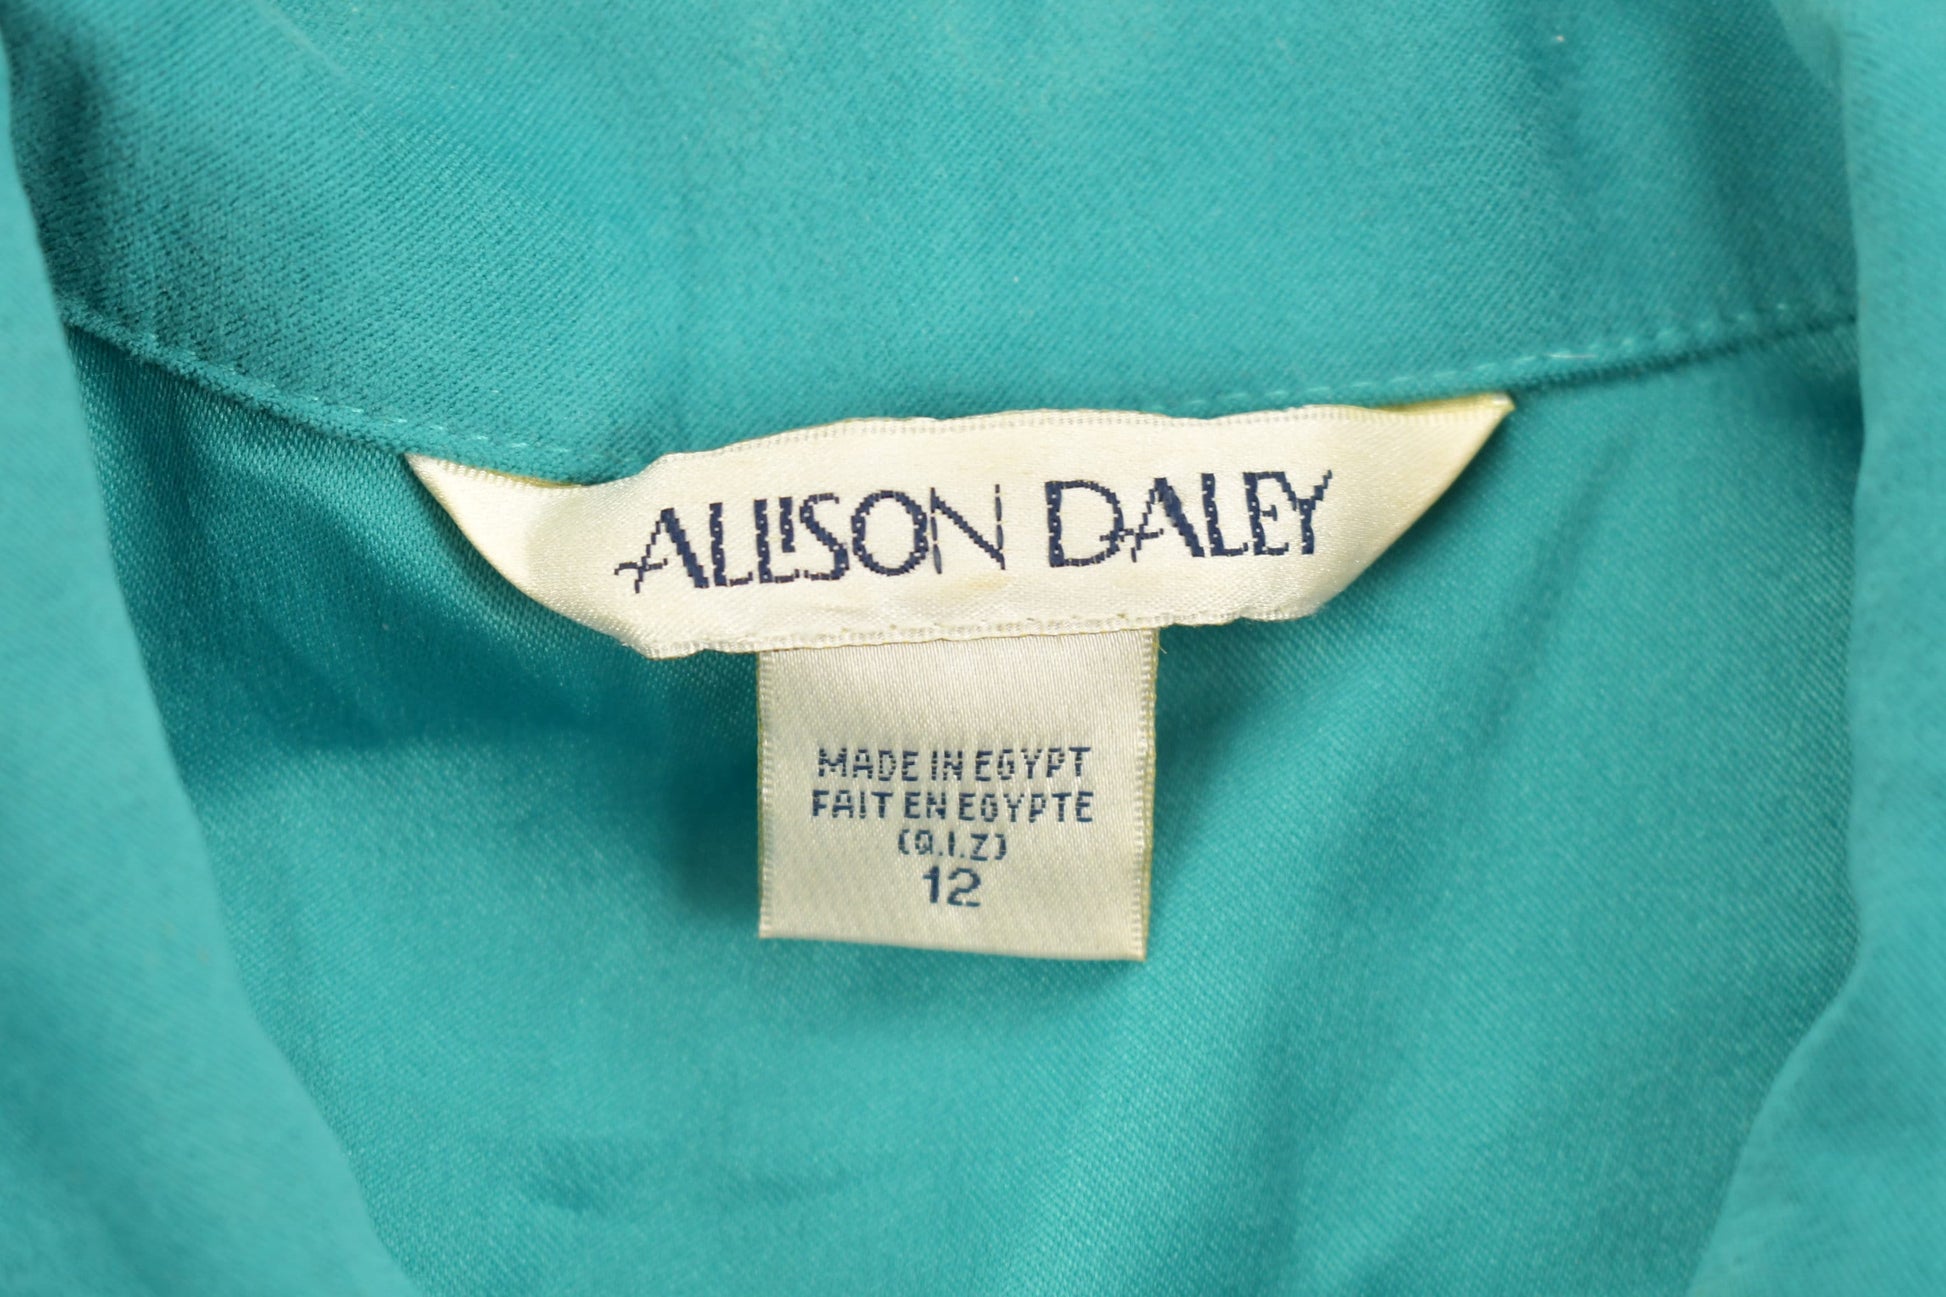 ALLISON DALEY
MADE IN EGYPT
FAIT EN EGYPTE
(Q.I.Z)
12